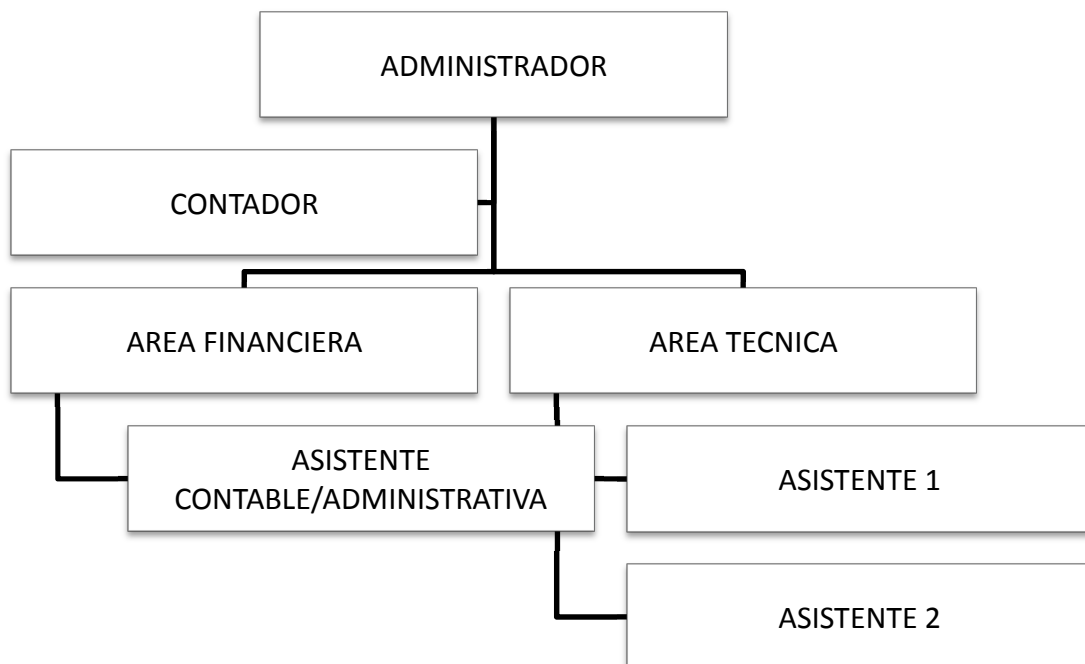 ADMINISTRADOR
CONTADOR
AREA FINANCIERA
AREA TECNICA
ASISTENTE
CONTABLE/ADMINISTRATIVA
ASISTENTE 1
ASISTENTE 2